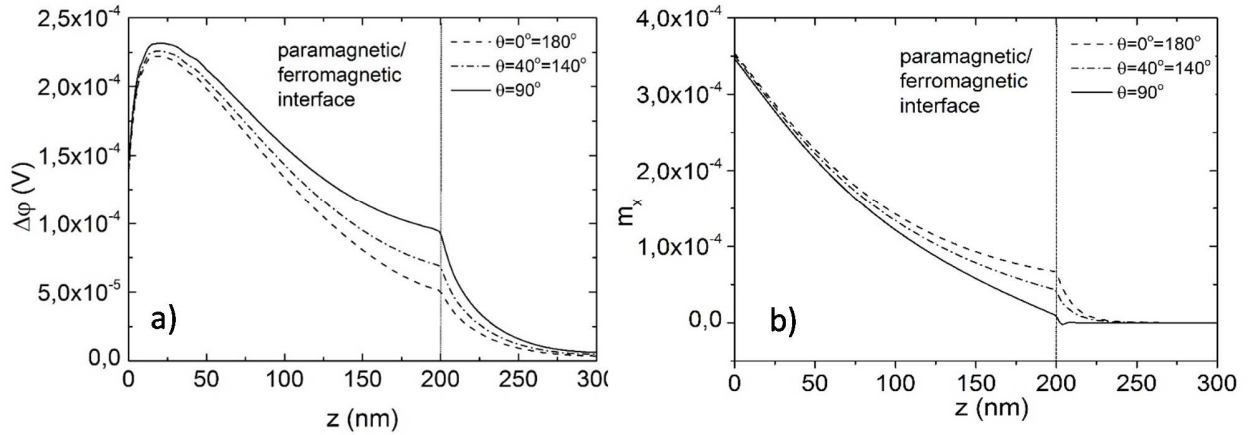 2,5x10⁻⁴
2,0x10⁻⁴
1,5x10⁻⁴
1,0x10⁻⁴
5,0x10⁻⁵
0,0
Δφ (V)
paramagnetic/
ferromagnetic
interface
θ=0°=180°
θ=40°=140°
θ=90°
a)
0 50 100 150 200 250 300
z (nm)
4,0x10⁻⁴
3,0x10⁻⁴
2,0x10⁻⁴
1,0x10⁻⁴
0,0
mₓ
paramagnetic/
ferromagnetic
interface
θ=0°=180°
θ=40°=140°
θ=90°
b)
0 50 100 150 200 250 300
z (nm)